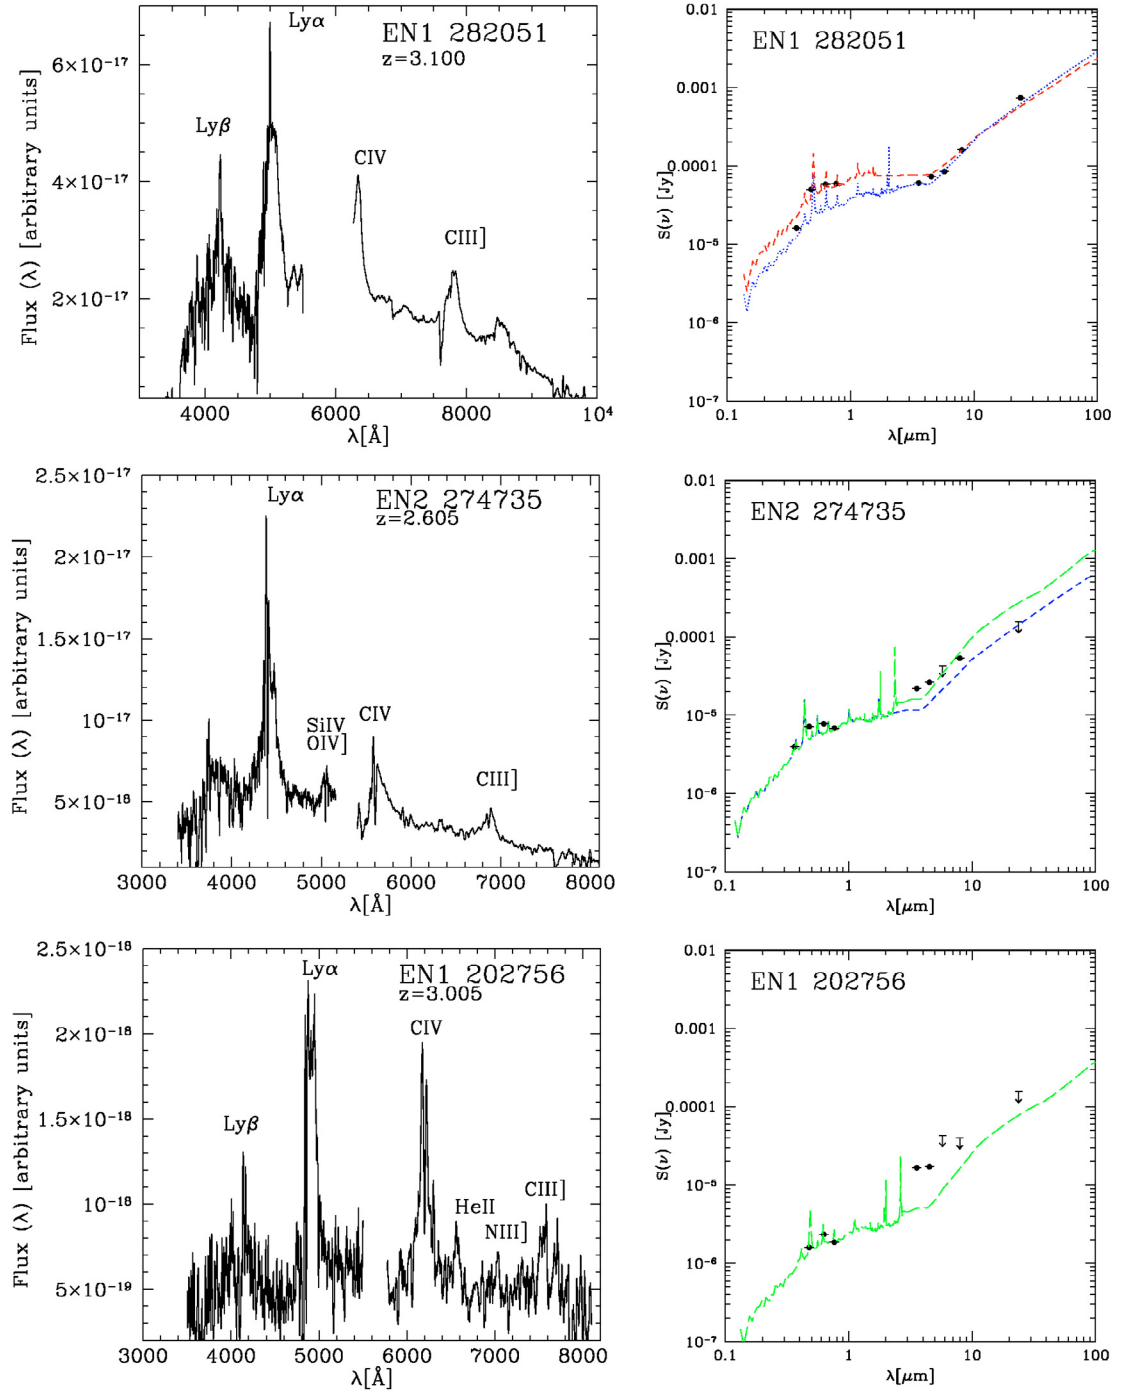 Lyα
EN1 282051
z=3.100
Lyβ
CIV
CIII]
6×10⁻¹⁷
4×10⁻¹⁷
2×10⁻¹⁷
Flux (λ) [arbitrary units]
4000 6000 8000 10⁴
λ[Å]
EN1 282051
0.01
0.001
0.0001
10⁻⁵
10⁻⁶
10⁻⁷
S(ν) [Jy]
0.1 1 10 100
λ[μm]
Lyα
EN2 274735
z=2.605
SiIV
OIV]
CIV
CIII]
2.5×10⁻¹⁷
2×10⁻¹⁷
1.5×10⁻¹⁷
10⁻¹⁷
5×10⁻¹⁸
Flux (λ) [arbitrary units]
3000 4000 5000 6000 7000 8000
λ[Å]
EN2 274735
0.01
0.001
0.0001
10⁻⁵
10⁻⁶
10⁻⁷
S(ν) [Jy]
0.1 1 10 100
λ[μm]
Lyα
EN1 202756
z=3.005
CIV
Lyβ
HeII
NIII]
CIII]
2.5×10⁻¹⁸
2×10⁻¹⁸
1.5×10⁻¹⁸
10⁻¹⁸
5×10⁻¹⁹
Flux (λ) [arbitrary units]
3000 4000 5000 6000 7000 8000
λ[Å]
EN1 202756
0.01
0.001
0.0001
10⁻⁵
10⁻⁶
10⁻⁷
S(ν) [Jy]
0.1 1 10 100
λ[μm]